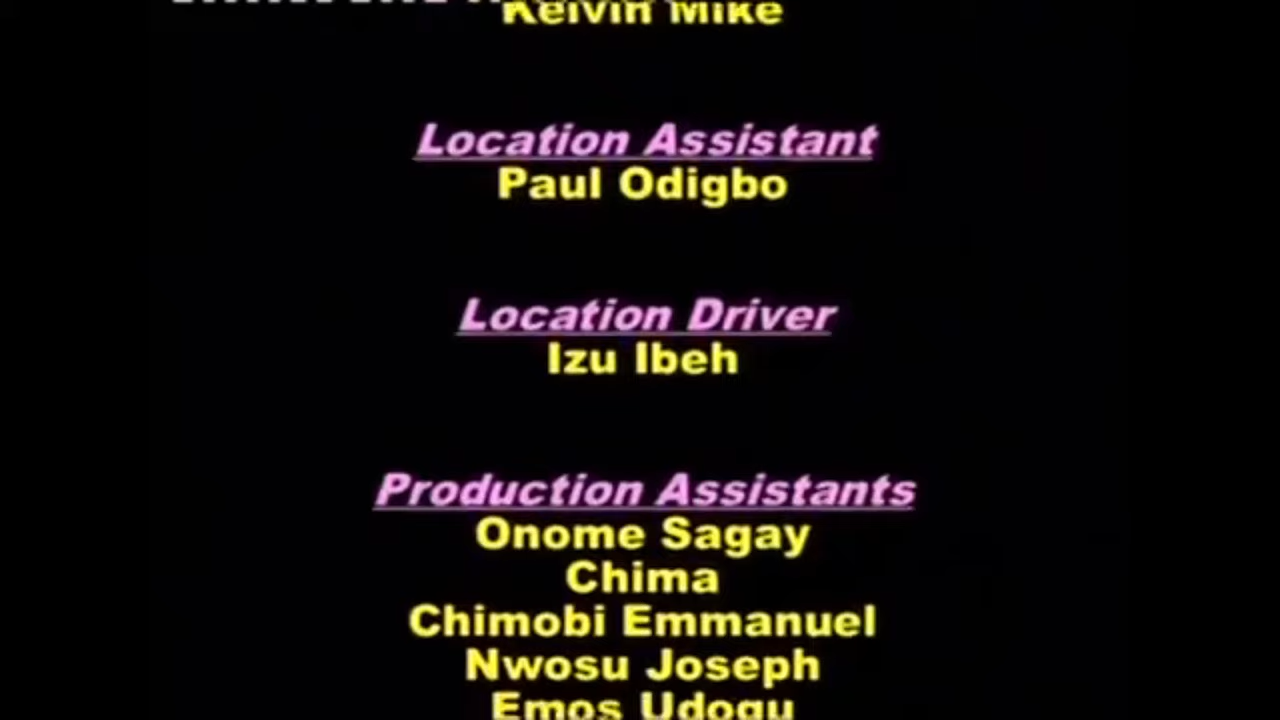 Kelvin Mike
Location Assistant
Paul Odigbo
Location Driver
Izu Ibeh
Production Assistants
Onome Sagay
Chima
Chimobi Emmanuel
Nwosu Joseph
Emos Udogu